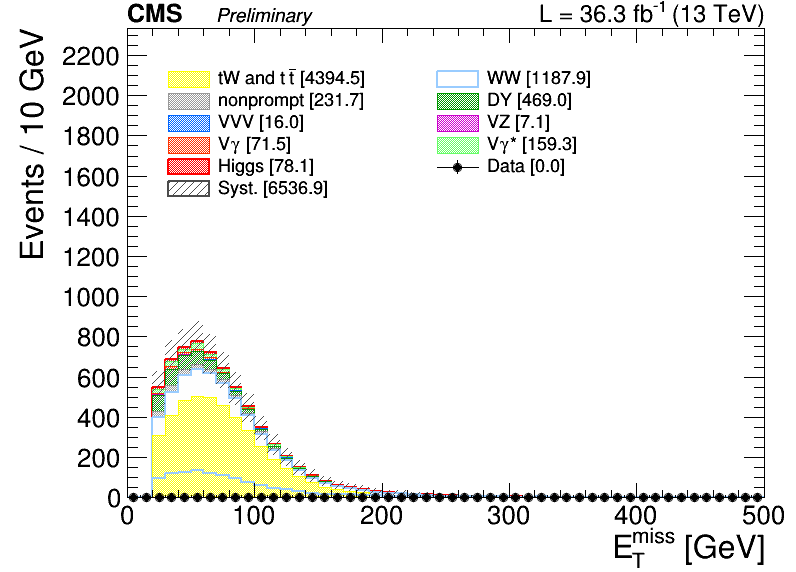 CMS Preliminary L = 36.3 fb⁻¹ (13 TeV)
Events / 10 GeV
2200
2000
1800
1600
1400
1200
1000
800
600
400
200
0
tW and t t̄ [4394.5]
nonprompt [231.7]
VVV [16.0]
Vγ [71.5]
Higgs [78.1]
Syst. [6536.9]
WW [1187.9]
DY [469.0]
VZ [7.1]
Vγ* [159.3]
Data [0.0]
0 100 200 300 400 500
E_T^miss [GeV]